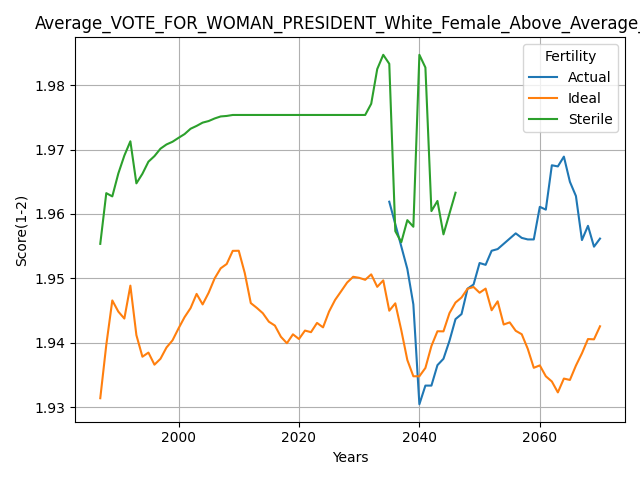 Average_VOTE_FOR_WOMAN_PRESIDENT_White_Female_Above_Average_
Fertility
Actual
Ideal
Sterile
Score(1-2)
1.98
1.97
1.96
1.95
1.94
1.93
2000 2020 2040 2060
Years